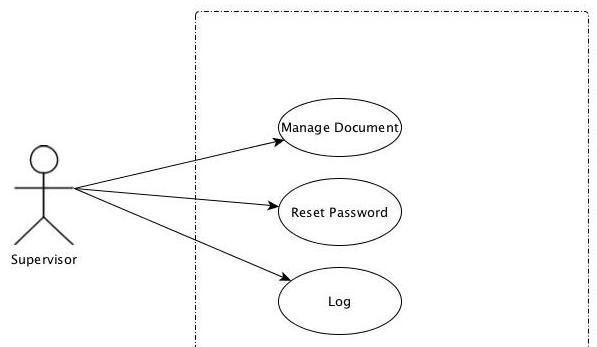 Manage Document
Reset Password
Supervisor
Log